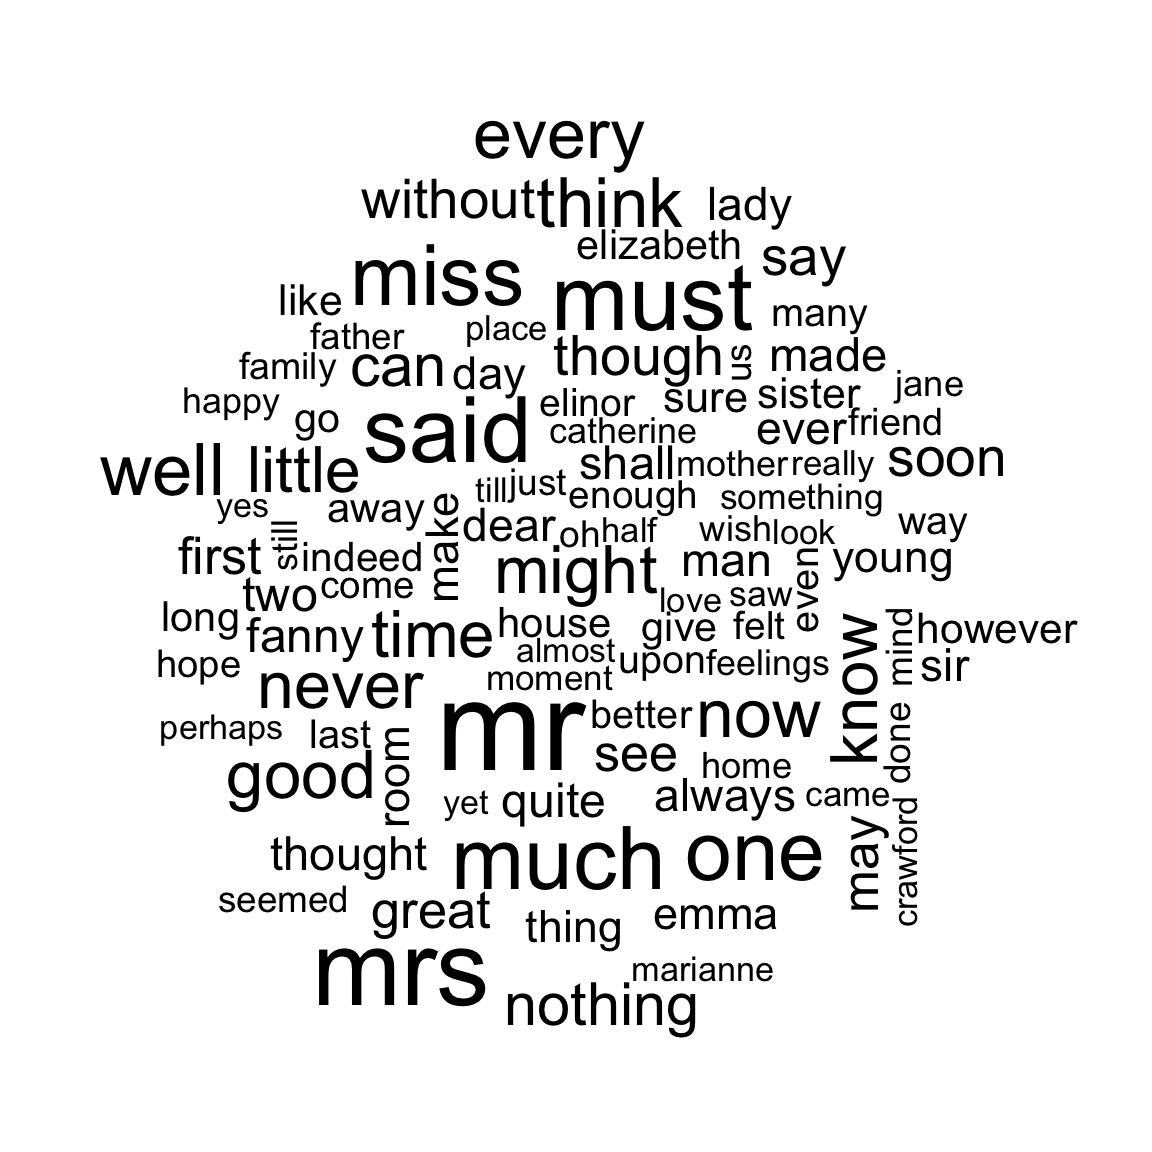 every
without think lady
elizabeth say
miss must
like many
father place
though us made
family can day
jane
happy elinor sure sister
go said catherine ever friend
well little shall mother really soon
till just enough something
yes away make
dear oh half wish look way
first still indeed might man even young
two come love saw
long fanny time house give felt know mind however
almost
hope never moment upon feelings sir
perhaps last mr better now done
good room see home
yet quite always came
thought much one may crawford
seemed great thing emma
mrs marianne
nothing